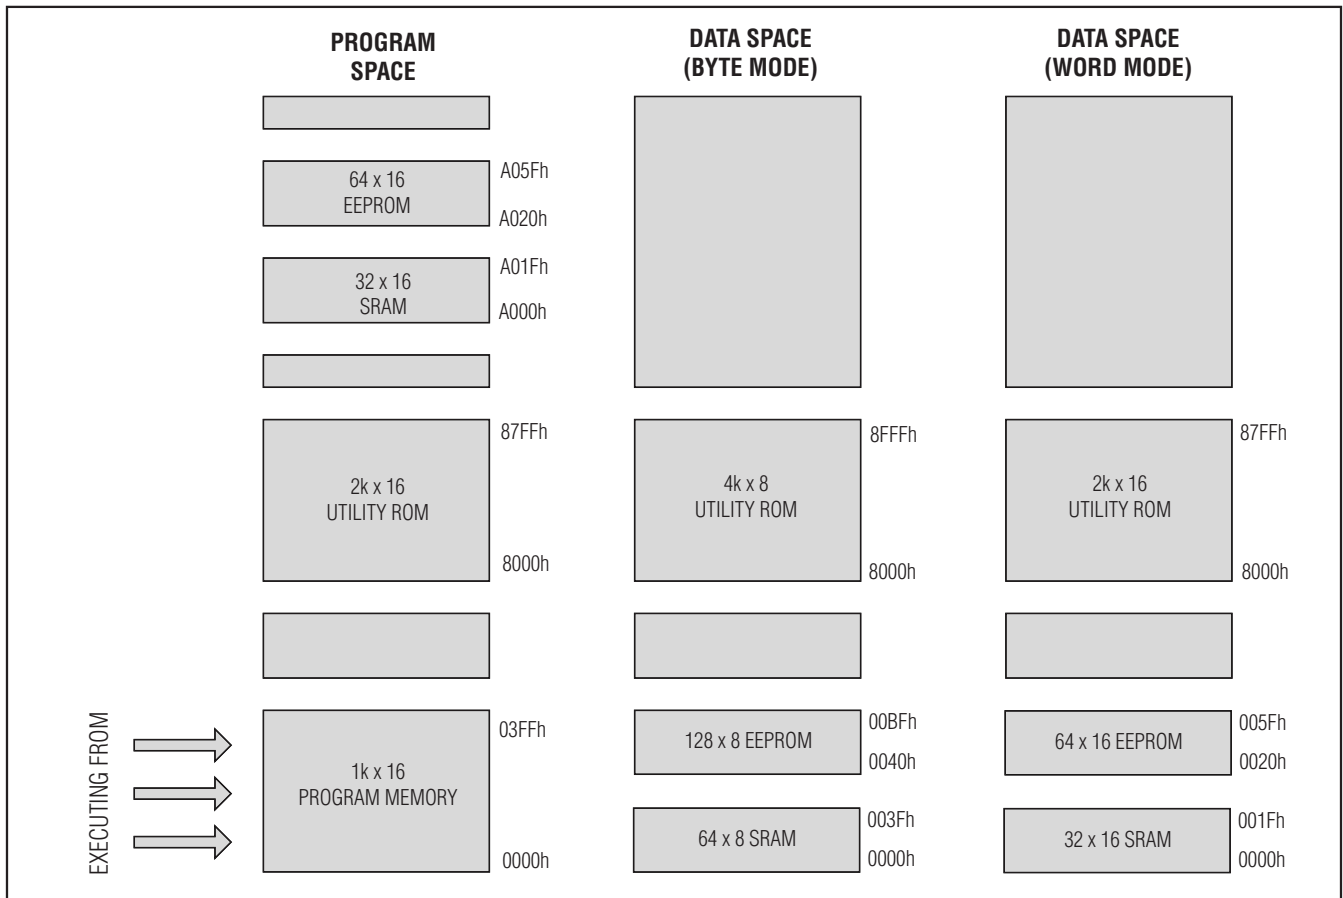 PROGRAM
SPACE
A05Fh
64 x 16
EEPROM
A020h
A01Fh
32 x 16
SRAM
A000h
87FFh
2k x 16
UTILITY ROM
8000h
03FFh
1k x 16
PROGRAM MEMORY
0000h
EXECUTING FROM
DATA SPACE
(BYTE MODE)
8FFFh
4k x 8
UTILITY ROM
8000h
00BFh
128 x 8 EEPROM
0040h
003Fh
64 x 8 SRAM
0000h
DATA SPACE
(WORD MODE)
87FFh
2k x 16
UTILITY ROM
8000h
005Fh
64 x 16 EEPROM
0020h
001Fh
32 x 16 SRAM
0000h